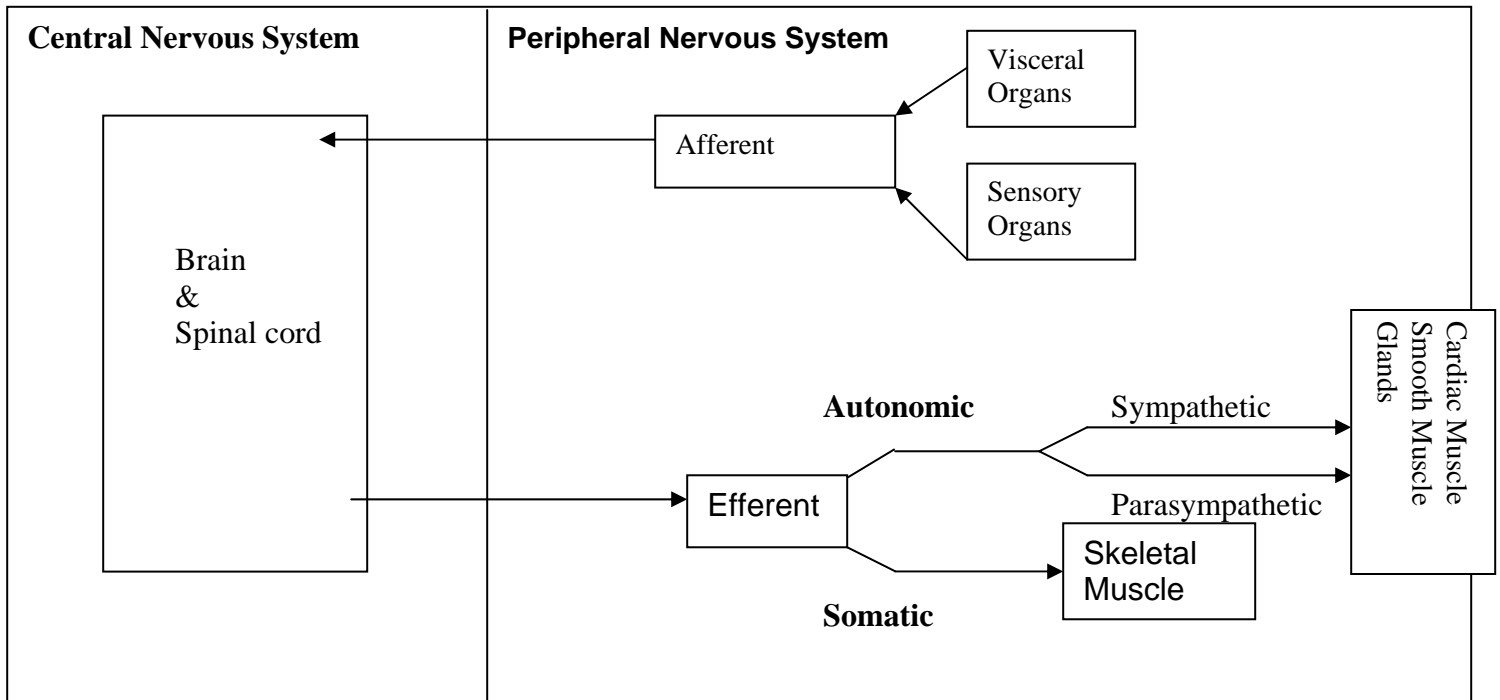 Central Nervous System
Peripheral Nervous System
Visceral
Organs
Afferent
Sensory
Organs
Brain
&
Spinal cord
Autonomic
Sympathetic
Efferent
Parasympathetic
Skeletal
Muscle
Somatic
Cardiac Muscle
Smooth Muscle
Glands